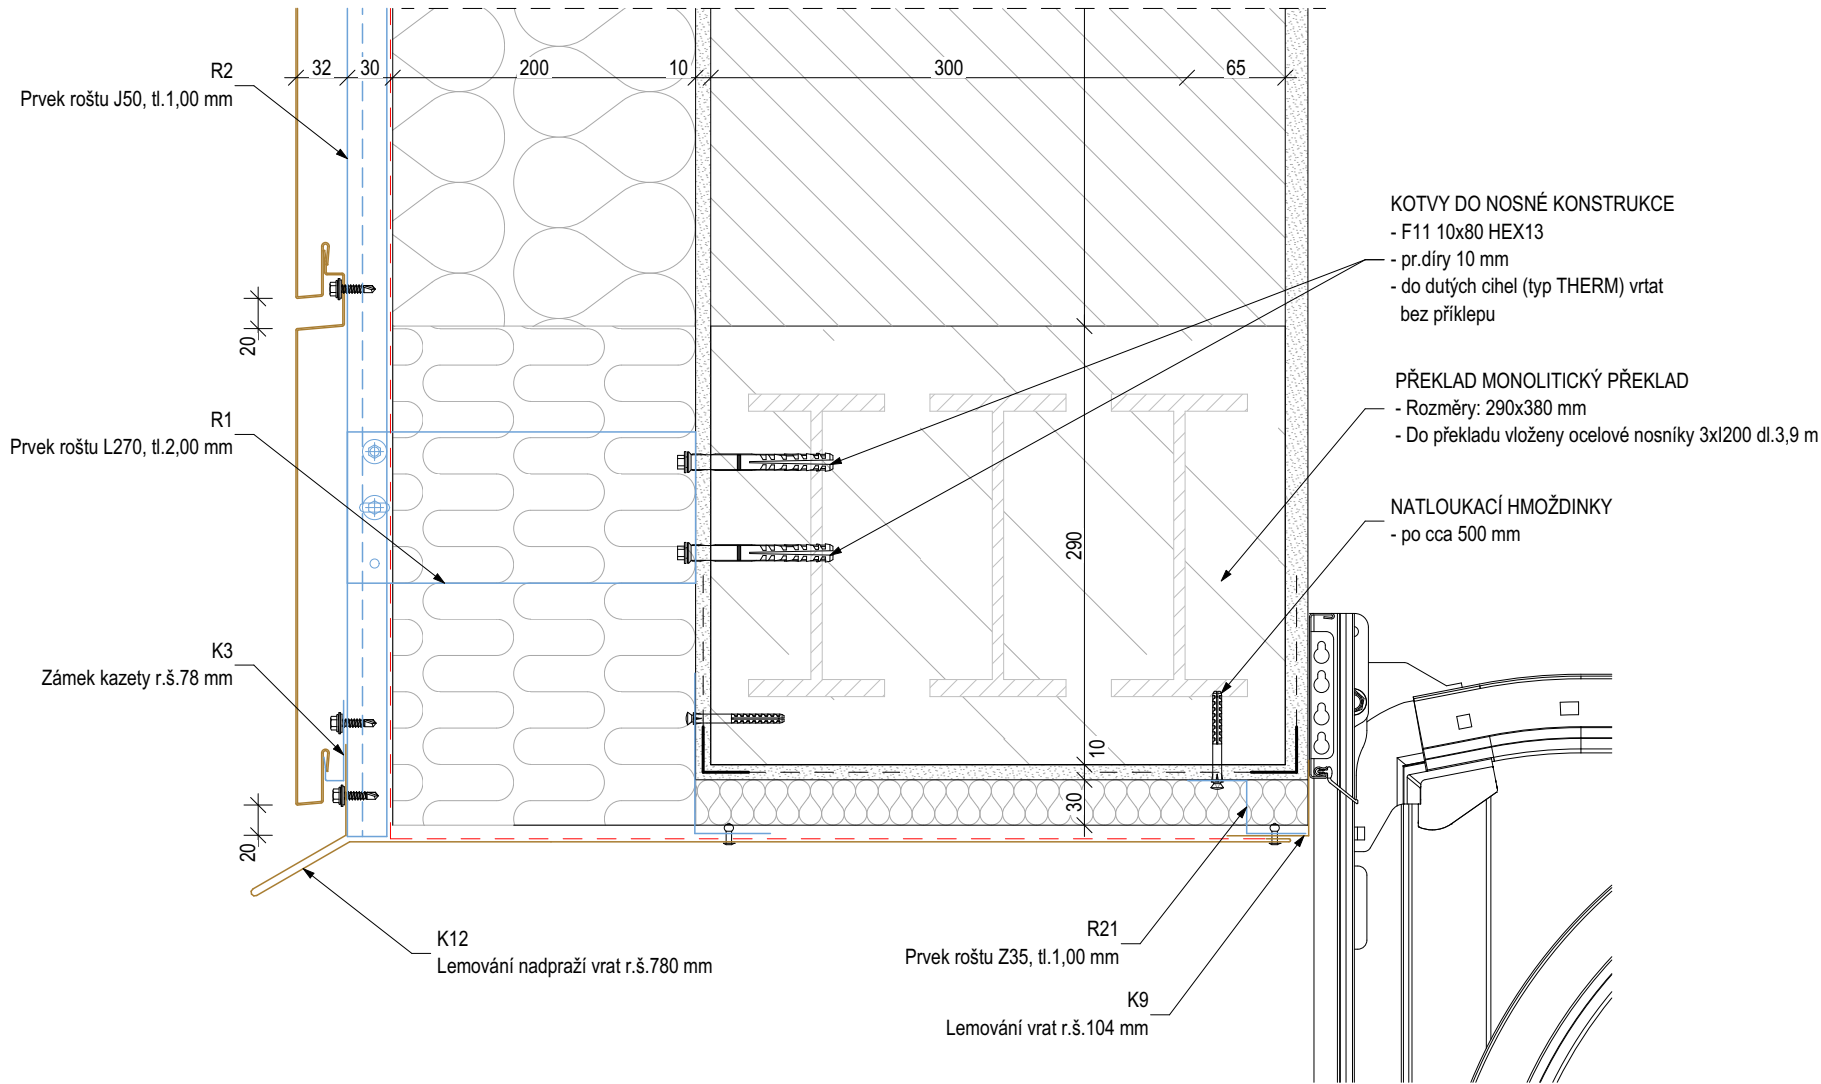 32
30
200
10
300
65
R2
Prvek roštu J50, tl.1,00 mm
KOTVY DO NOSNÉ KONSTRUKCE
- F11 10x80 HEX13
- pr.díry 10 mm
- do dutých cihel (typ THERM) vrtat
bez příklepu
20
PŘEKLAD MONOLITICKÝ PŘEKLAD
- Rozměry: 290x380 mm
- Do překladu vloženy ocelové nosníky 3xI200 dl.3,9 m
R1
Prvek roštu L270, tl.2,00 mm
NATLOUKACÍ HMOŽDINKY
- po cca 500 mm
290
K3
Zámek kazety r.š.78 mm
10
30
20
K12
Lemování nadpraží vrat r.š.780 mm
R21
Prvek roštu Z35, tl.1,00 mm
K9
Lemování vrat r.š.104 mm